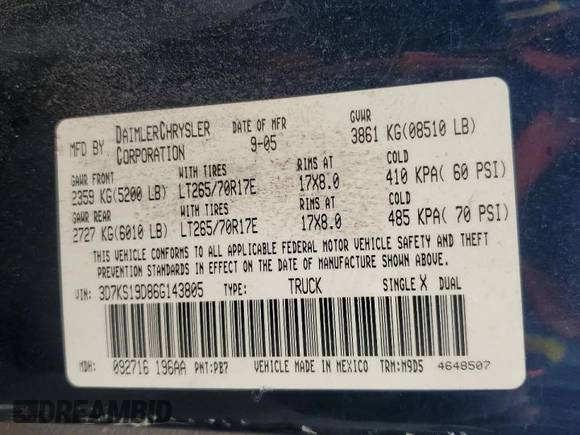 MFD BY DAIMLERCHRYSLER CORPORATION DATE OF MFR 9-05 GVWR 3861 KG(08510 LB)
GAWR FRONT WITH TIRES RIMS AT COLD
2359 KG(5200 LB) LT265/70R17E 17X8.0 410 KPA( 60 PSI)
GAWR REAR WITH TIRES RIMS AT COLD
2727 KG(6010 LB) LT265/70R17E 17X8.0 485 KPA( 70 PSI)
THIS VEHICLE CONFORMS TO ALL APPLICABLE FEDERAL MOTOR VEHICLE SAFETY AND THEFT
PREVENTION STANDARDS IN EFFECT ON THE DATE OF MANUFACTURE SHOWN ABOVE.
VIN: 3D7KS19D86G143805 TYPE: TRUCK SINGLE X DUAL
MDH: 092716 196AA PNT:PB7 VEHICLE MADE IN MEXICO TRM:M9D5 4648507
DREAMBID